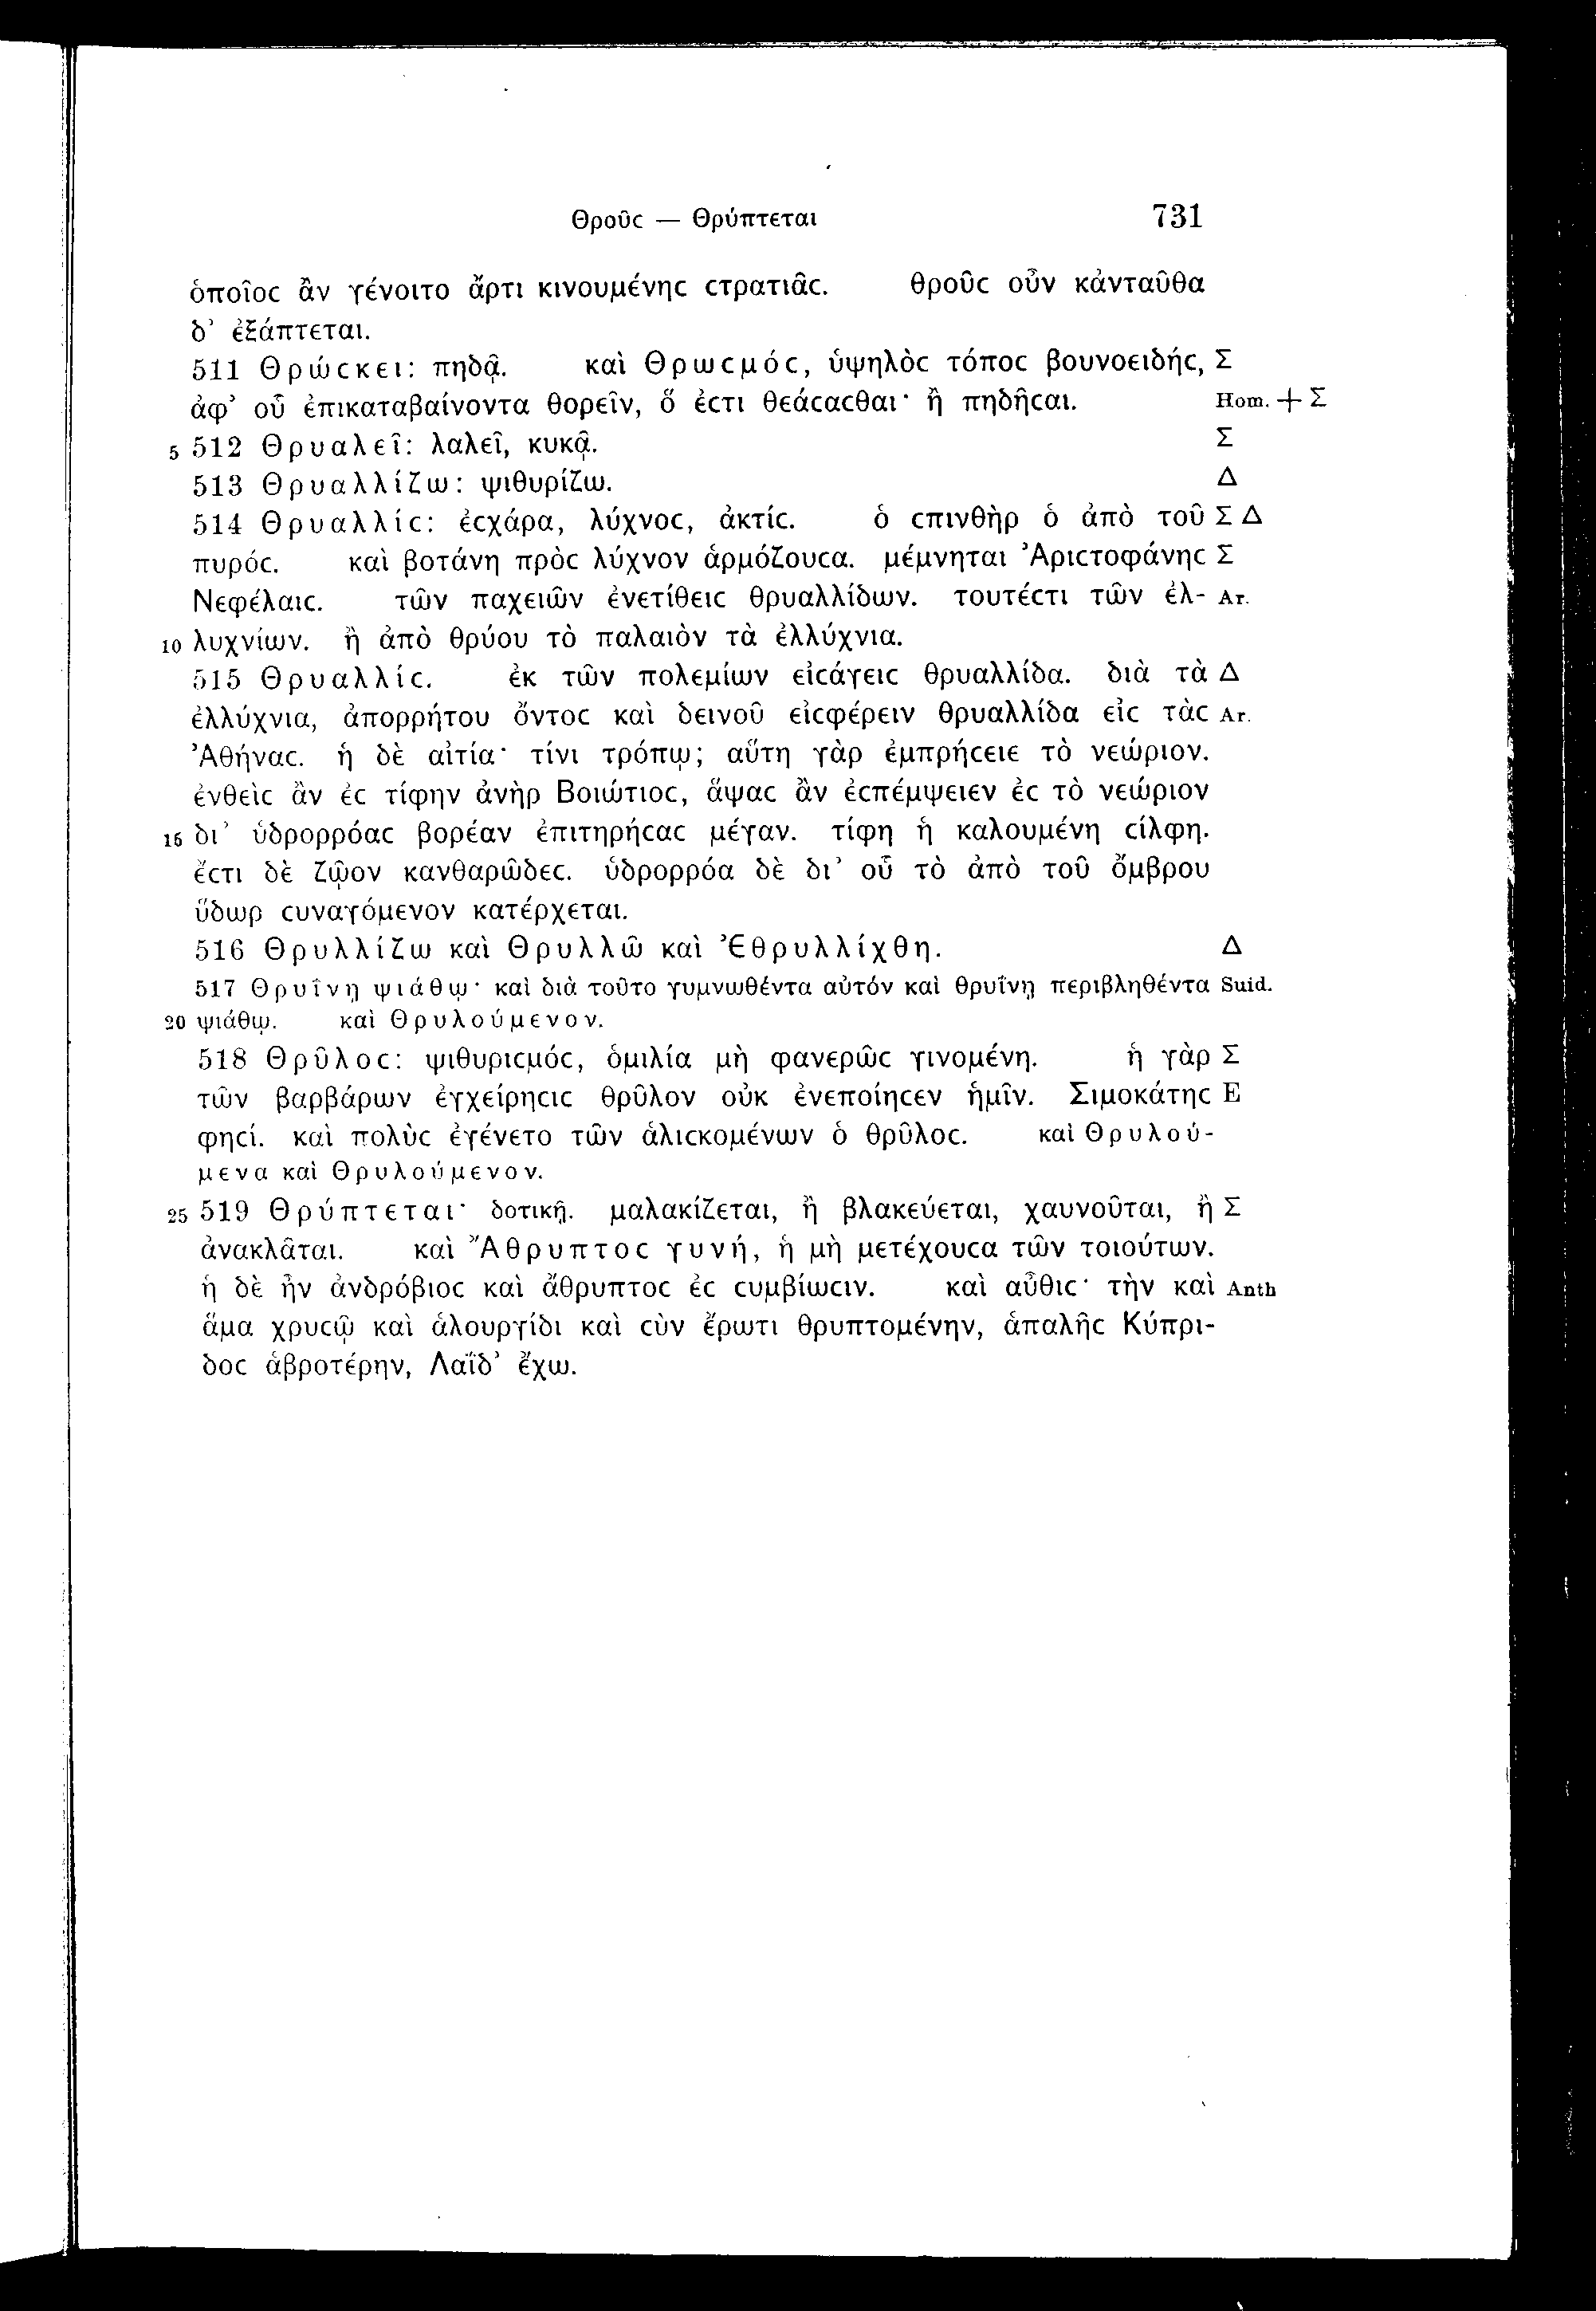 Θροῦϲ — Θρύπτεται 731
ὁποῖοϲ ἂν γένοιτο ἄρτι κινουμένηϲ ϲτρατιᾶϲ. θροῦϲ οὖν κἀνταῦθα
δ’ ἐξάπτεται.
511 Θρώϲκει: πηδᾷ. καὶ Θρωϲμόϲ, ὑψηλὸϲ τόποϲ βουνοειδήϲ, Σ
ἀφ’ οὗ ἐπικαταβαίνοντα θορεῖν, ὅ ἐϲτι θεάϲαϲθαι· ἢ πηδῆϲαι. Hom. + Σ
5 512 Θρυαλεῖ: λαλεῖ, κυκᾷ. Σ
513 Θρυαλλίζω: ψιθυρίζω. Δ
514 Θρυαλλίϲ: ἐϲχάρα, λύχνοϲ, ἀκτίϲ. ὁ ϲπινθὴρ ὁ ἀπὸ τοῦ Σ Δ
πυρόϲ. καὶ βοτάνη πρὸϲ λύχνον ἁρμόζουϲα. μέμνηται Ἀριϲτοφάνηϲ Σ
Νεφέλαιϲ. τῶν παχειῶν ἐνετίθειϲ θρυαλλίδων. τουτέϲτι τῶν ἐλ- Ar.
10 λυχνίων. ἢ ἀπὸ θρύου τὸ παλαιὸν τὰ ἐλλύχνια.
515 Θρυαλλίϲ. ἐκ τῶν πολεμίων εἰϲάγειϲ θρυαλλίδα. διὰ τὰ Δ
ἐλλύχνια, ἀπορρήτου ὄντοϲ καὶ δεινοῦ εἰϲφέρειν θρυαλλίδα εἰϲ τὰϲ Ar.
Ἀθήναϲ. ἡ δὲ αἰτία· τίνι τρόπῳ; αὕτη γὰρ ἐμπρήϲειε τὸ νεώριον.
ἐνθεὶϲ ἂν ἐϲ τίφην ἀνὴρ Βοιώτιοϲ, ἅψαϲ ἂν ἐϲπέμψειεν ἐϲ τὸ νεώριον
15 δι’ ὑδρορρόαϲ βορέαν ἐπιτηρήϲαϲ μέγαν. τίφη ἡ καλουμένη ϲίλφη.
ἔϲτι δὲ ζῷον κανθαρῶδεϲ. ὑδρορρόα δὲ δι’ οὗ τὸ ἀπὸ τοῦ ὄμβρου
ὕδωρ ϲυναγόμενον κατέρχεται.
516 Θρυλλίζω καὶ Θρυλλῶ καὶ Ἐθρυλλίχθη. Δ
517 Θρυΐνῃ ψιάθῳ· καὶ διὰ τοῦτο γυμνωθέντα αὐτόν καὶ θρυΐνῃ περιβληθέντα Suid.
20 ψιάθῳ. καὶ Θρυλούμενον.
518 Θρῦλοϲ: ψιθυριϲμόϲ, ὁμιλία μὴ φανερῶϲ γινομένη. ἡ γὰρ Σ
τῶν βαρβάρων ἐγχείρηϲιϲ θρῦλον οὐκ ἐνεποίηϲεν ἡμῖν. Σιμοκάτηϲ E
φηϲί. καὶ πολὺϲ ἐγένετο τῶν ἁλιϲκομένων ὁ θρῦλοϲ. καὶ Θρυλού-
μενα καὶ Θρυλούμενον.
25 519 Θρύπτεται· δοτικῇ. μαλακίζεται, ἢ βλακεύεται, χαυνοῦται, ἢ Σ
ἀνακλᾶται. καὶ Ἄθρυπτοϲ γυνή, ἡ μὴ μετέχουϲα τῶν τοιούτων.
ἡ δὲ ἦν ἀνδρόβιοϲ καὶ ἄθρυπτοϲ ἐϲ ϲυμβίωϲιν. καὶ αὖθιϲ· τὴν καὶ Anth
ἅμα χρυϲῷ καὶ ἁλουργίδι καὶ ϲὺν ἔρωτι θρυπτομένην, ἁπαλῆϲ Κύπρι-
δοϲ ἁβροτέρην, Λαΐδ’ ἔχω.